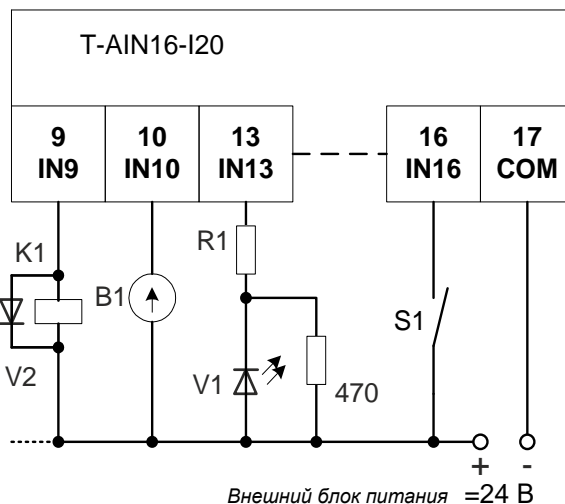 T-AIN16-I20
9 10 13 16 17
IN9 IN10 IN13 IN16 COM
K1
R1
B1
S1
V2
V1
470
+ -
Внешний блок питания =24 В